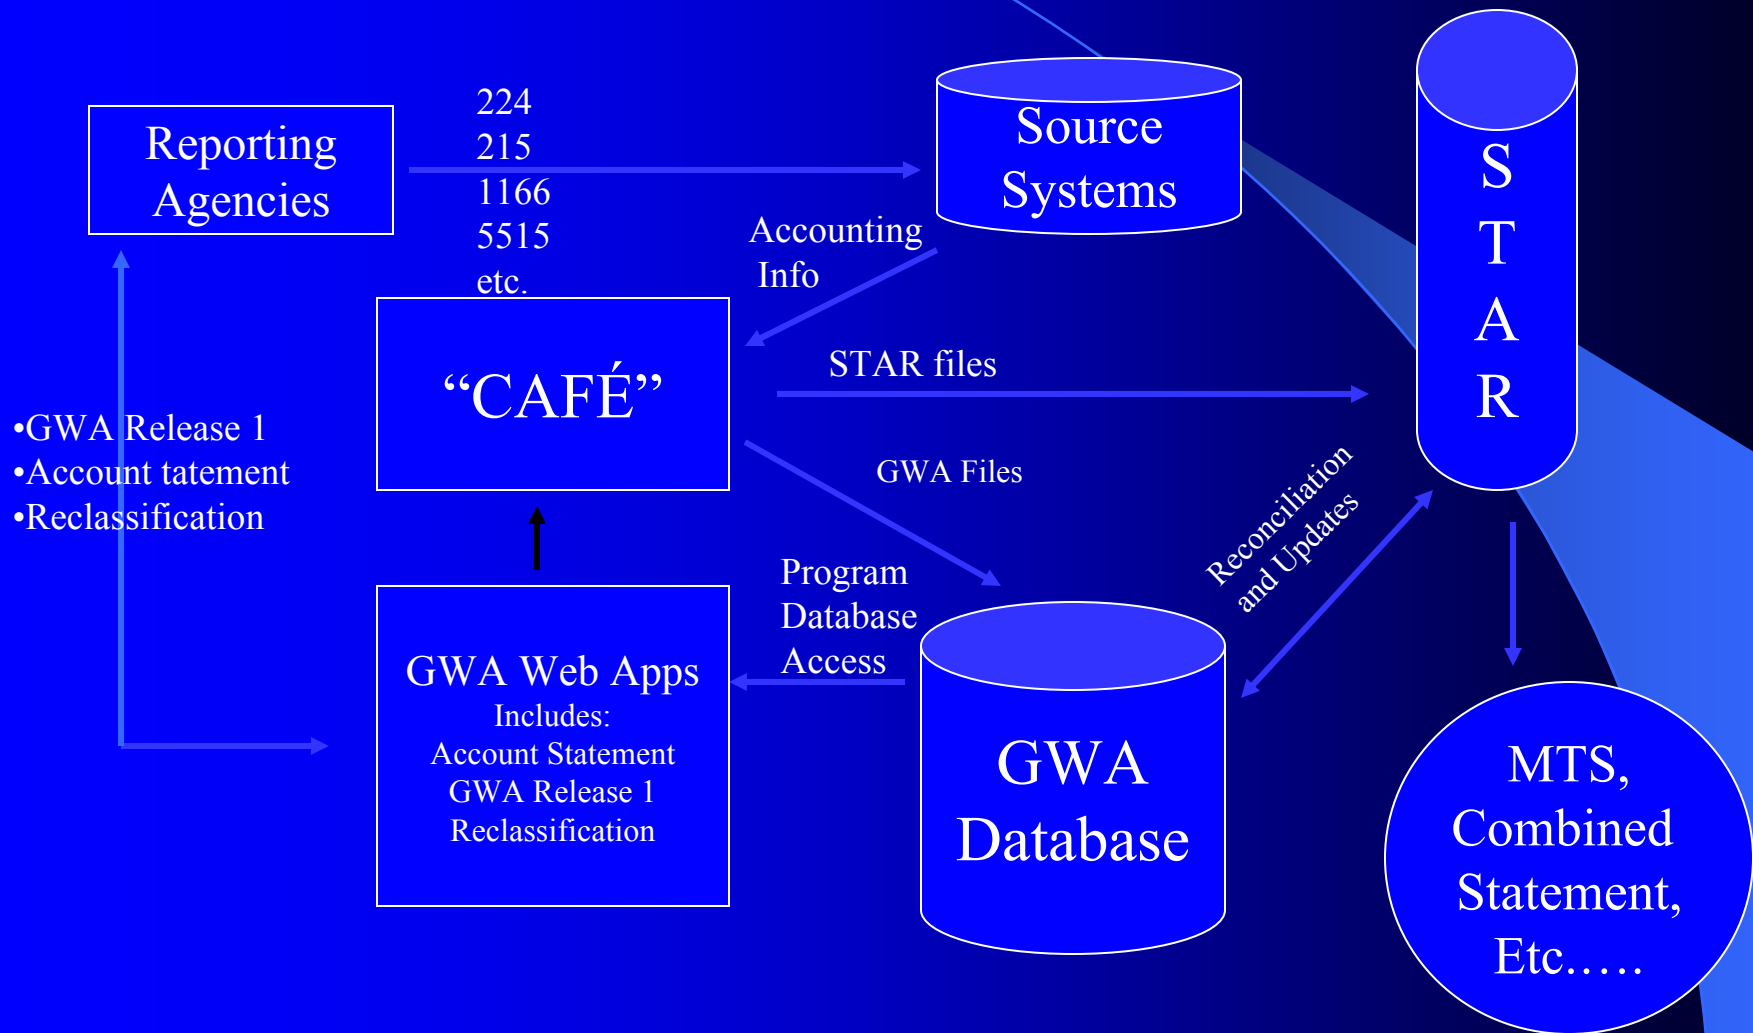 Reporting
Agencies
224
215
1166
5515
etc.
Source
Systems
S
T
A
R
Accounting
Info
“CAFÉ”
STAR files
•GWA Release 1
•Account tatement
•Reclassification
GWA Files
Reconciliation
and Updates
Program
Database
Access
GWA Web Apps
Includes:
Account Statement
GWA Release 1
Reclassification
GWA
Database
MTS,
Combined
Statement,
Etc.….